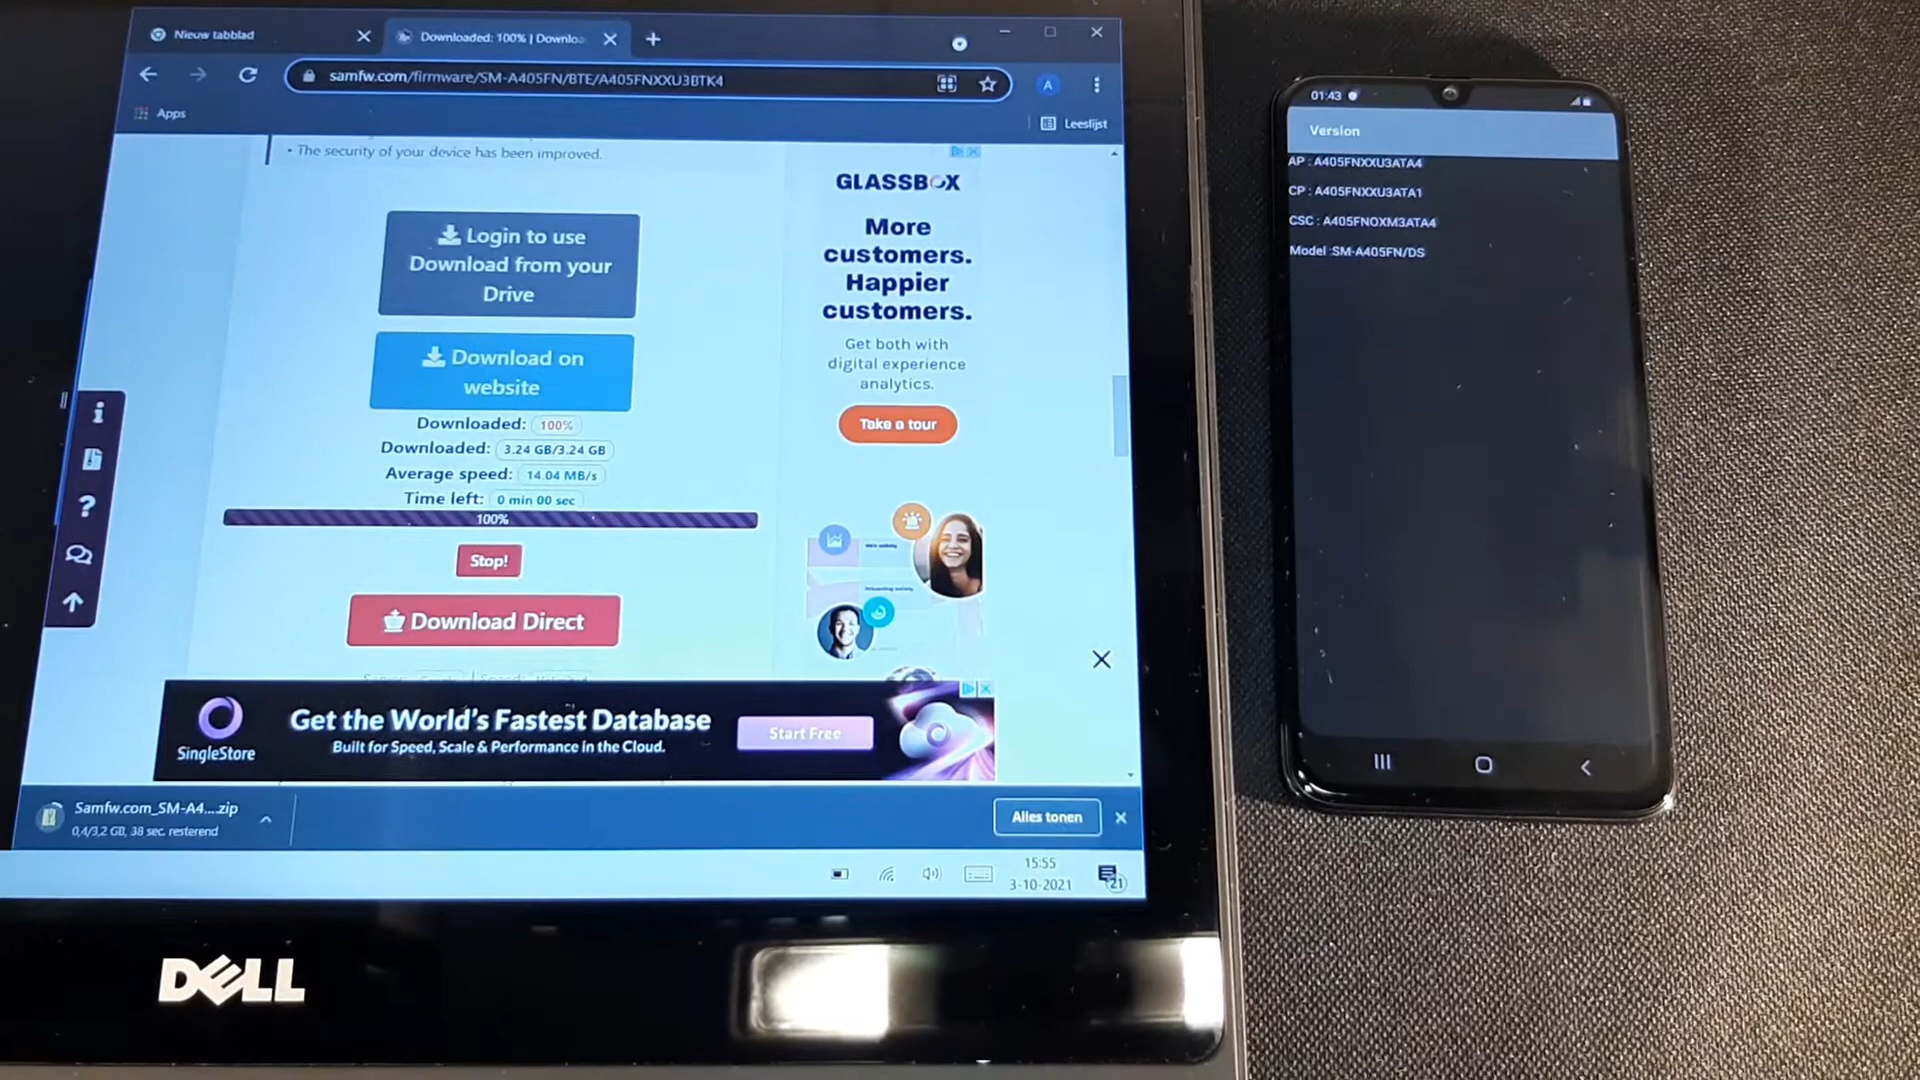 Nieuw tabblad
Downloaded: 100% | Downloa
samfw.com/firmware/SM-A405FN/BTE/A405FNXXU3BTK4
A
Apps
Leeslijst
• The security of your device has been improved.
Login to use
Download from your
Drive
Download on
website
Downloaded: 100%
Downloaded: 3.24 GB/3.24 GB
Average speed: 14.04 MB/s
Time left: 0 min 00 sec
100%
Stop!
Download Direct
GLASSBOX
More
customers.
Happier
customers.
Get both with
digital experience
analytics.
Take a tour
SingleStore
Get the World's Fastest Database
Built for Speed, Scale & Performance in the Cloud.
Start Free
Samfw.com_SM-A4....zip
0,4/3,2 GB, 38 sec. resterend
Alles tonen
15:55
3-10-2021
21
DELL
01:43
Version
AP : A405FNXXU3ATA4
CP : A405FNXXU3ATA1
CSC : A405FNOXM3ATA4
Model :SM-A405FN/DS